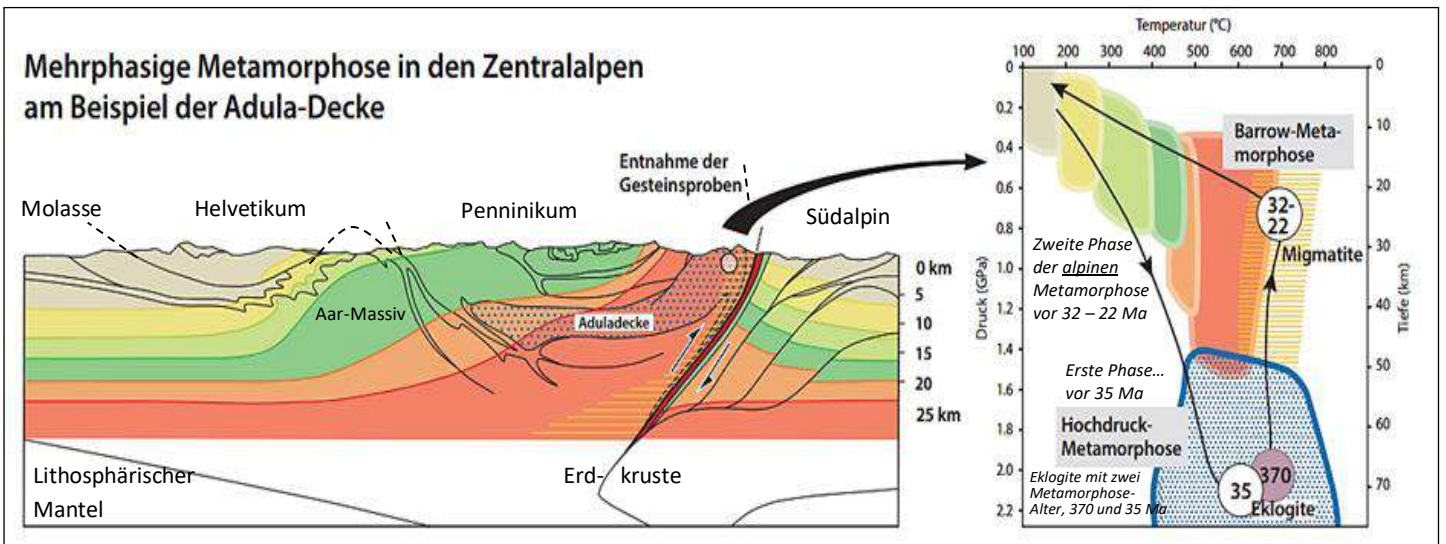 Mehrphasige Metamorphose in den Zentralalpen
am Beispiel der Adula-Decke
Entnahme der
Gesteinsproben
Molasse
Helvetikum
Penninikum
Südalpin
Aar-Massiv
Aduladecke
0 km
5
10
15
20
25 km
Lithosphärischer
Mantel
Erd- kruste
Temperatur (°C)
100 200 300 400 500 600 800
Druck (GPa)
0
0.2
0.4
0.6
0.8
1.0
1.2
1.4
1.6
1.8
2.0
2.2
Tiefe (km)
0
10
20
30
40
50
60
70
Barrow-Meta-
morphose
32-
22
Migmatite
Zweite Phase
der alpinen
Metamorphose
vor 32 – 22 Ma
Erste Phase...
vor 35 Ma
Hochdruck-
Metamorphose
Eklogite mit zwei
Metamorphose-
Alter, 370 und 35 Ma
35
370
Eklogite